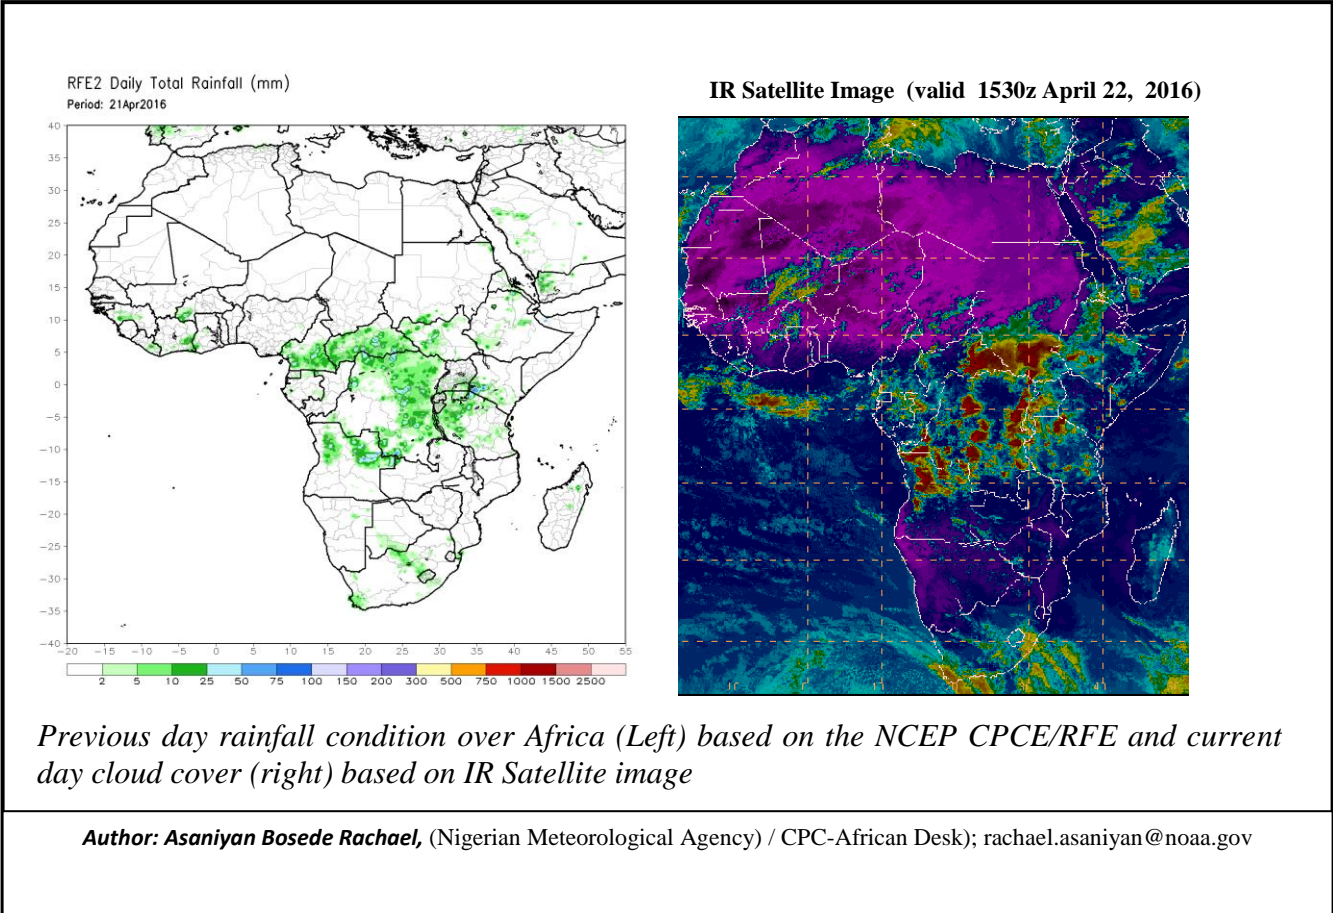 RFE2 Daily Total Rainfall (mm)
Period: 21Apr2016
IR Satellite Image (valid 1530z April 22, 2016)
40
35
30
25
20
15
10
5
0
−5
−10
−15
−20
−25
−30
−35
−40
−20 −15 −10 −5 0 5 10 15 20 25 30 35 40 45 50 55
2 5 10 25 50 75 100 150 200 300 500 750 1000 1500 2500
Previous day rainfall condition over Africa (Left) based on the NCEP CPCE/RFE and current
day cloud cover (right) based on IR Satellite image
Author: Asaniyan Bosede Rachael, (Nigerian Meteorological Agency) / CPC-African Desk); rachael.asaniyan@noaa.gov